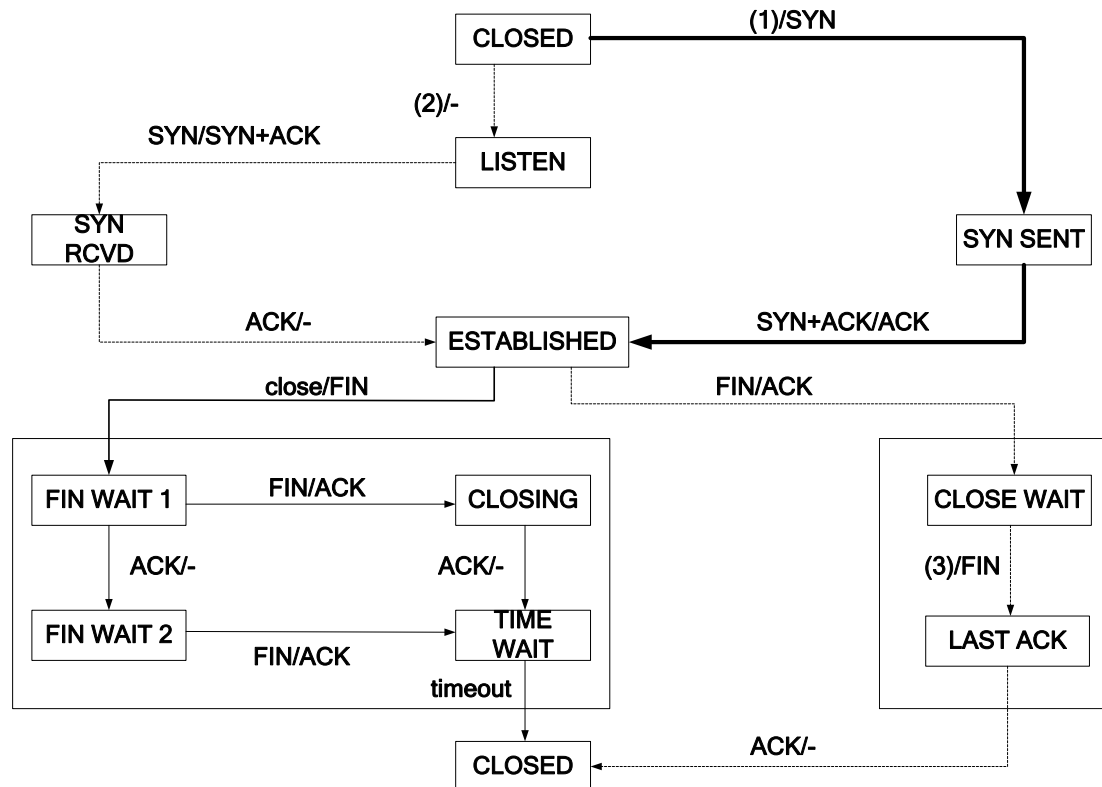 (1)/SYN
CLOSED
(2)/-
SYN/SYN+ACK
LISTEN
SYN
RCVD
SYN SENT
ACK/-
SYN+ACK/ACK
ESTABLISHED
close/FIN
FIN/ACK
FIN WAIT 1
FIN/ACK
CLOSING
CLOSE WAIT
ACK/-
ACK/-
(3)/FIN
FIN WAIT 2
FIN/ACK
TIME
WAIT
LAST ACK
timeout
ACK/-
CLOSED